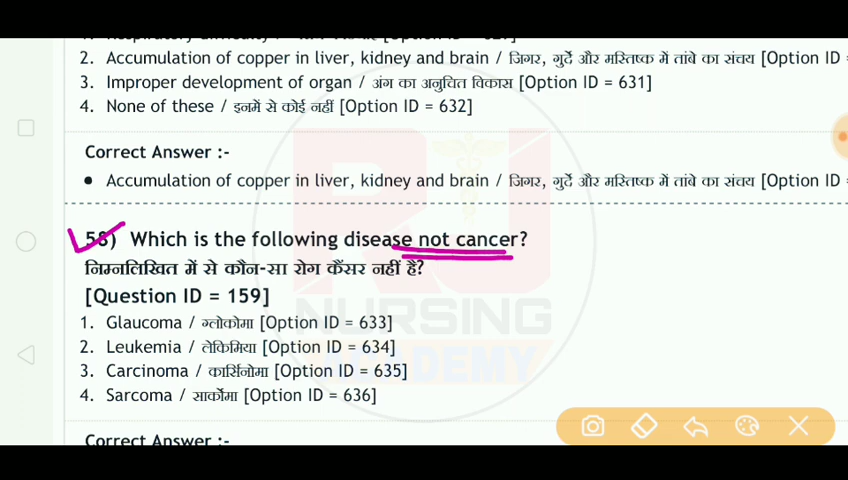 2. Accumulation of copper in liver, kidney and brain / जिगर, गुर्दे और मस्तिष्क में तांबे का संचय [Option ID =
3. Improper development of organ / अंग का अनुचित विकास [Option ID = 631]
4. None of these / इनमें से कोई नहीं [Option ID = 632]
Correct Answer :-
• Accumulation of copper in liver, kidney and brain / जिगर, गुर्दे और मस्तिष्क में तांबे का संचय [Option ID =
58) Which is the following disease not cancer?
निम्नलिखित में से कौन-सा रोग कैंसर नहीं है?
[Question ID = 159]
1. Glaucoma / ग्लोकोमा [Option ID = 633]
2. Leukemia / लेकिमिया [Option ID = 634]
3. Carcinoma / कार्सिनोमा [Option ID = 635]
4. Sarcoma / सार्कोमा [Option ID = 636]
Correct Answer :-
RJ
NURSING
ACADEMY